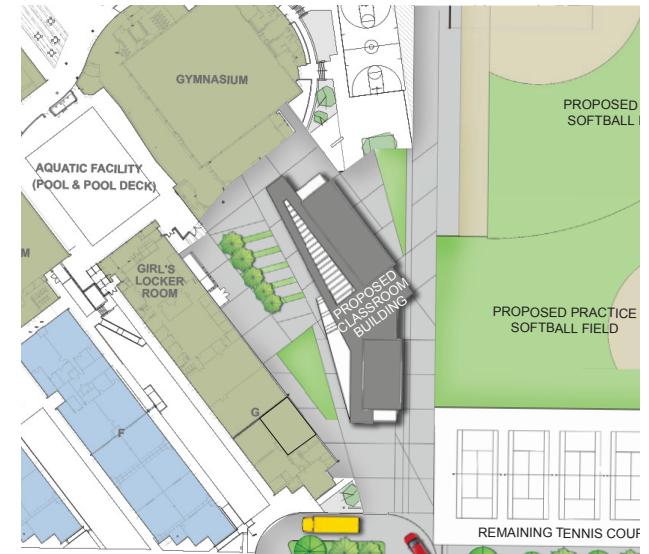 GYMNASIUM
PROPOSED
SOFTBALL
AQUATIC FACILITY
(POOL & POOL DECK)
GIRL'S
LOCKER
ROOM
M
PROPOSED
CLASSROOM
BUILDING
PROPOSED PRACTICE
SOFTBALL FIELD
G
F
REMAINING TENNIS